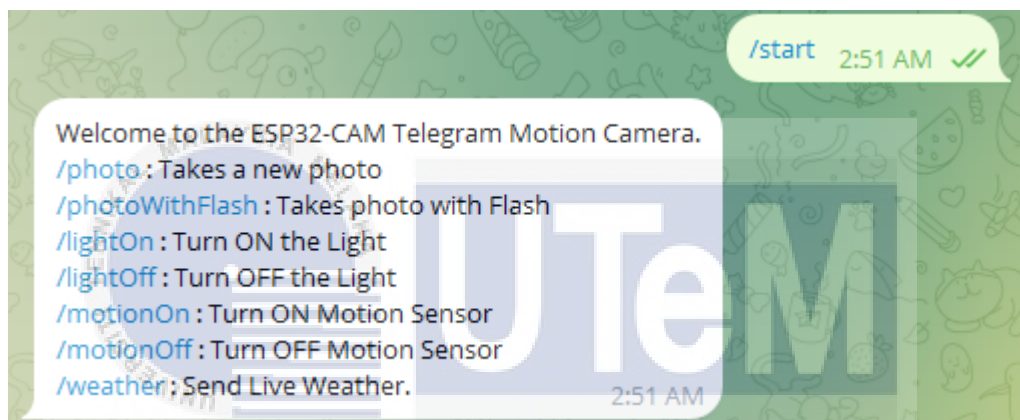 /start 2:51 AM
Welcome to the ESP32-CAM Telegram Motion Camera.
/photo : Takes a new photo
/photoWithFlash : Takes photo with Flash
/lightOn : Turn ON the Light
/lightOff : Turn OFF the Light
/motionOn : Turn ON Motion Sensor
/motionOff : Turn OFF Motion Sensor
/weather : Send Live Weather.
2:51 AM
UTeM